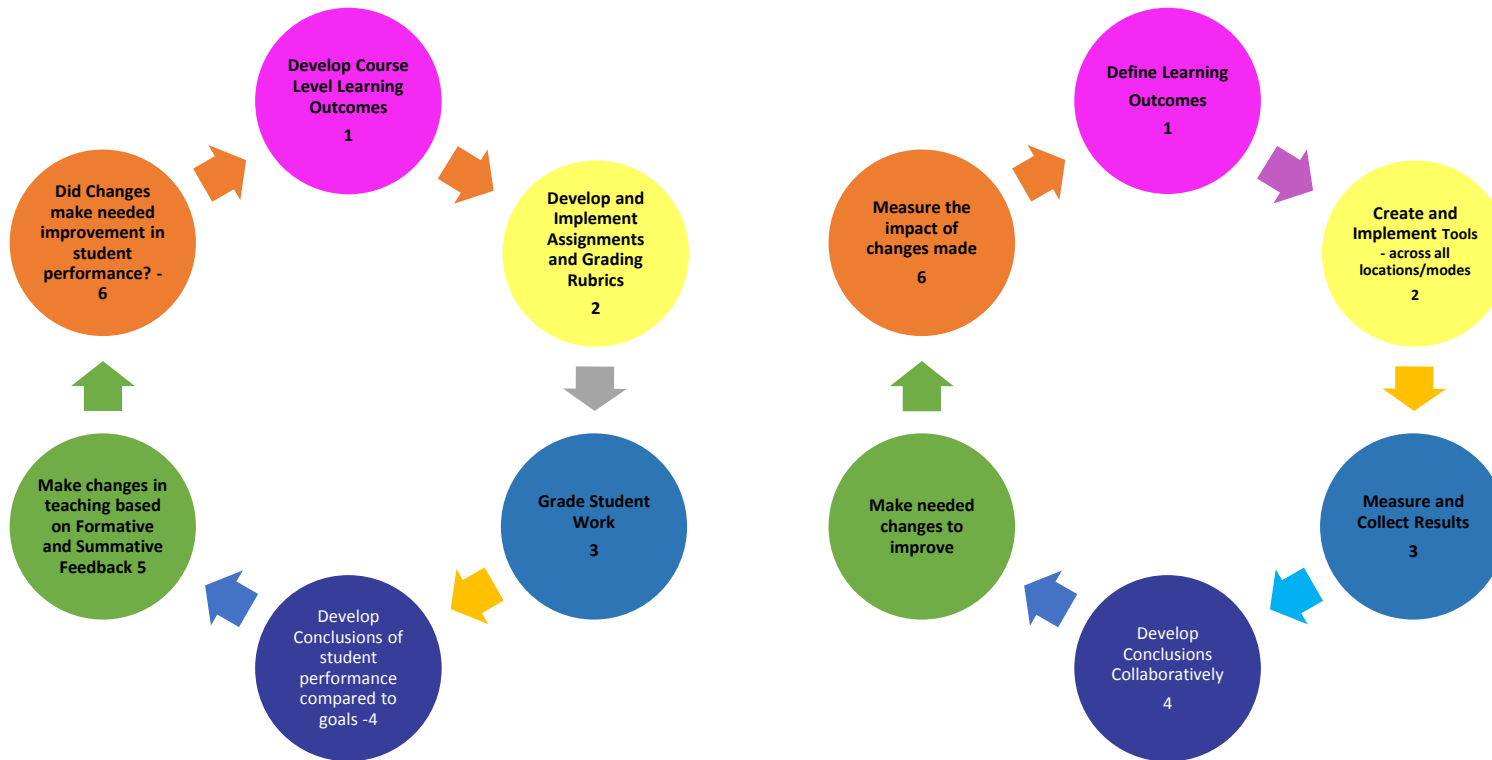 Develop Course
Level Learning
Outcomes
1
Develop and
Implement
Assignments
and Grading
Rubrics
2
Grade Student
Work
3
Develop
Conclusions of
student
performance
compared to
goals -4
Make changes in
teaching based
on Formative
and Summative
Feedback 5
Did Changes
make needed
improvement in
student
performance? -
6
Define Learning
Outcomes
1
Create and
Implement Tools
- across all
locations/modes
2
Measure and
Collect Results
3
Develop
Conclusions
Collaboratively
4
Make needed
changes to
improve
Measure the
impact of
changes made
6